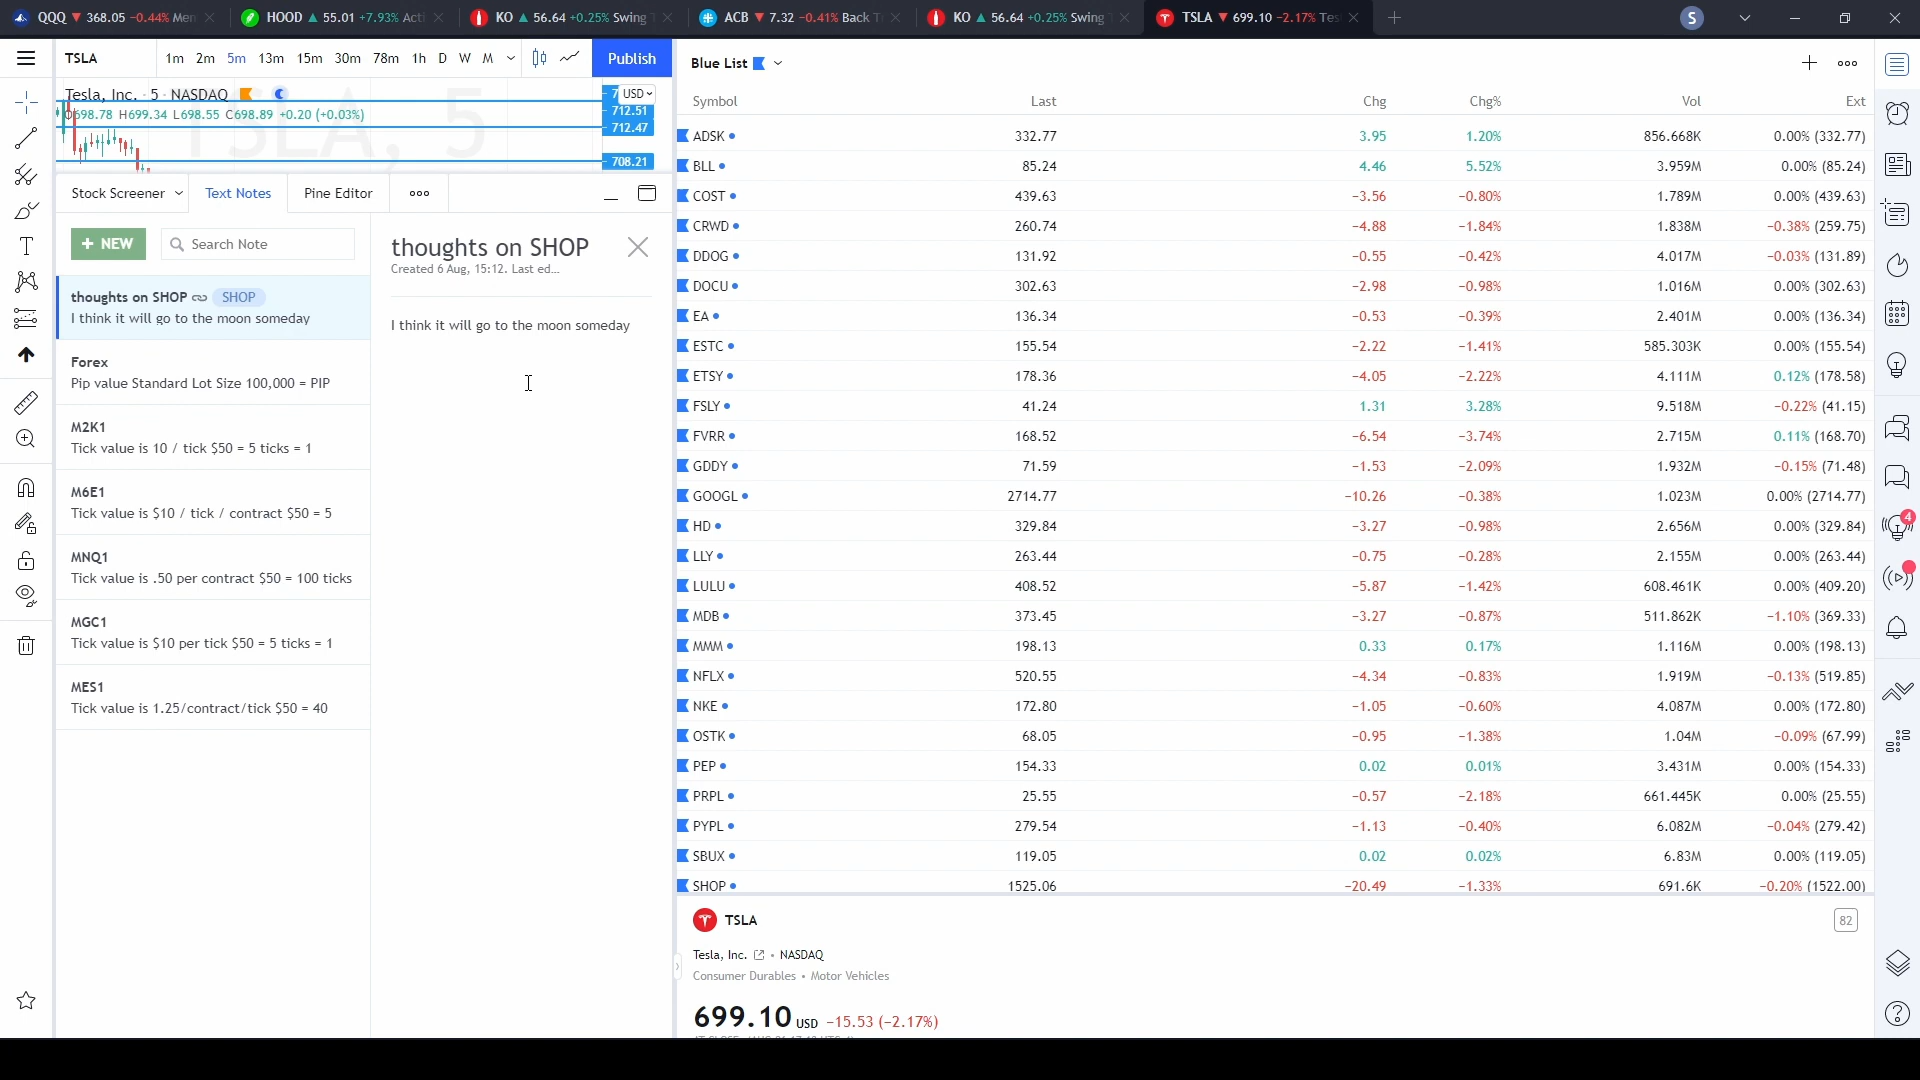 QQQ ▼ 368.05 −0.44% Men
HOOD ▲ 55.01 +7.93% Acti
KO ▲ 56.64 +0.25% Swing T
ACB ▼ 7.32 −0.41% Back T
KO ▲ 56.64 +0.25% Swing T
TSLA ▼ 699.10 −2.17% Tes
S
TSLA 1m 2m 5m 13m 15m 30m 78m 1h D W M Publish
Tesla, Inc. · 5 · NASDAQ
O698.78 H699.34 L698.55 C698.89 +0.20 (+0.03%)
TSLA, 5
USD
712.51
712.47
708.21
Stock Screener Text Notes Pine Editor
+ NEW Search Note
thoughts on SHOP SHOP
I think it will go to the moon someday
Forex
Pip value Standard Lot Size 100,000 = PIP
M2K1
Tick value is 10 / tick $50 = 5 ticks = 1
M6E1
Tick value is $10 / tick / contract $50 = 5
MNQ1
Tick value is .50 per contract $50 = 100 ticks
MGC1
Tick value is $10 per tick $50 = 5 ticks = 1
MES1
Tick value is 1.25/contract/tick $50 = 40
thoughts on SHOP
Created 6 Aug, 15:12. Last ed...
I think it will go to the moon someday
Blue List
Symbol Last Chg Chg% Vol Ext
ADSK 332.77 3.95 1.20% 856.668K 0.00% (332.77)
BLL 85.24 4.46 5.52% 3.959M 0.00% (85.24)
COST 439.63 −3.56 −0.80% 1.789M 0.00% (439.63)
CRWD 260.74 −4.88 −1.84% 1.838M −0.38% (259.75)
DDOG 131.92 −0.55 −0.42% 4.017M −0.03% (131.89)
DOCU 302.63 −2.98 −0.98% 1.016M 0.00% (302.63)
EA 136.34 −0.53 −0.39% 2.401M 0.00% (136.34)
ESTC 155.54 −2.22 −1.41% 585.303K 0.00% (155.54)
ETSY 178.36 −4.05 −2.22% 4.111M 0.12% (178.58)
FSLY 41.24 1.31 3.28% 9.518M −0.22% (41.15)
FVRR 168.52 −6.54 −3.74% 2.715M 0.11% (168.70)
GDDY 71.59 −1.53 −2.09% 1.932M −0.15% (71.48)
GOOGL 2714.77 −10.26 −0.38% 1.023M 0.00% (2714.77)
HD 329.84 −3.27 −0.98% 2.656M 0.00% (329.84)
LLY 263.44 −0.75 −0.28% 2.155M 0.00% (263.44)
LULU 408.52 −5.87 −1.42% 608.461K 0.00% (409.20)
MDB 373.45 −3.27 −0.87% 511.862K −1.10% (369.33)
MMM 198.13 0.33 0.17% 1.116M 0.00% (198.13)
NFLX 520.55 −4.34 −0.83% 1.919M −0.13% (519.85)
NKE 172.80 −1.05 −0.60% 4.087M 0.00% (172.80)
OSTK 68.05 −0.95 −1.38% 1.04M −0.09% (67.99)
PEP 154.33 0.02 0.01% 3.431M 0.00% (154.33)
PRPL 25.55 −0.57 −2.18% 661.445K 0.00% (25.55)
PYPL 279.54 −1.13 −0.40% 6.082M −0.04% (279.42)
SBUX 119.05 0.02 0.02% 6.83M 0.00% (119.05)
SHOP 1525.06 −20.49 −1.33% 691.6K −0.20% (1522.00)
TSLA 82
Tesla, Inc. • NASDAQ
Consumer Durables • Motor Vehicles
699.10 USD −15.53 (−2.17%)
4